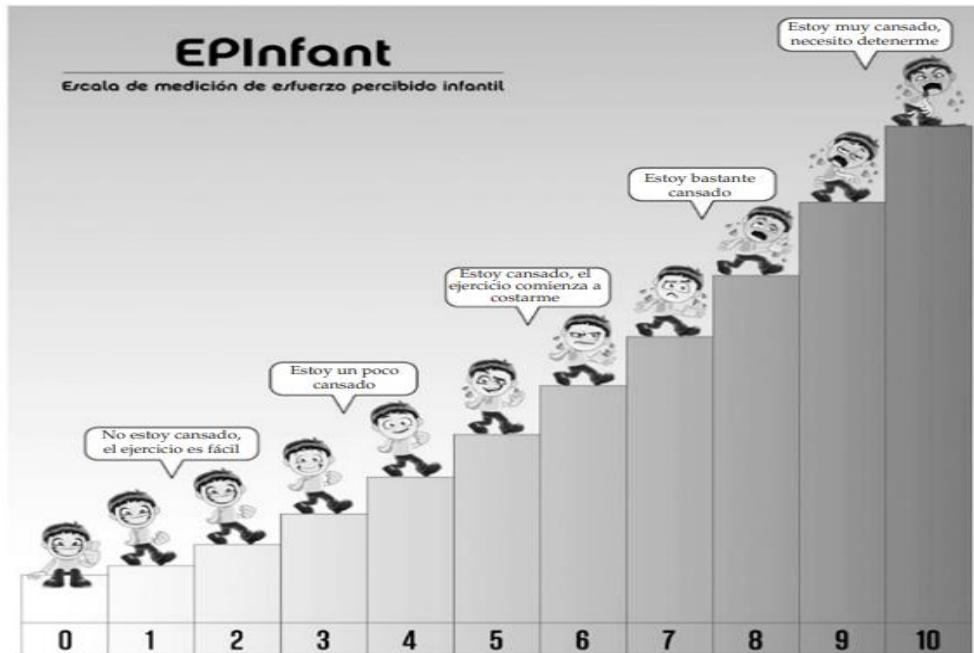 EPInfant
Escala de medición de esfuerzo percibido infantil
Estoy muy cansado,
necesito detenerme
Estoy bastante
cansado
Estoy cansado, el
ejercicio comienza a
costarme
Estoy un poco
cansado
No estoy cansado,
el ejercicio es fácil
0 1 2 3 4 5 6 7 8 9 10